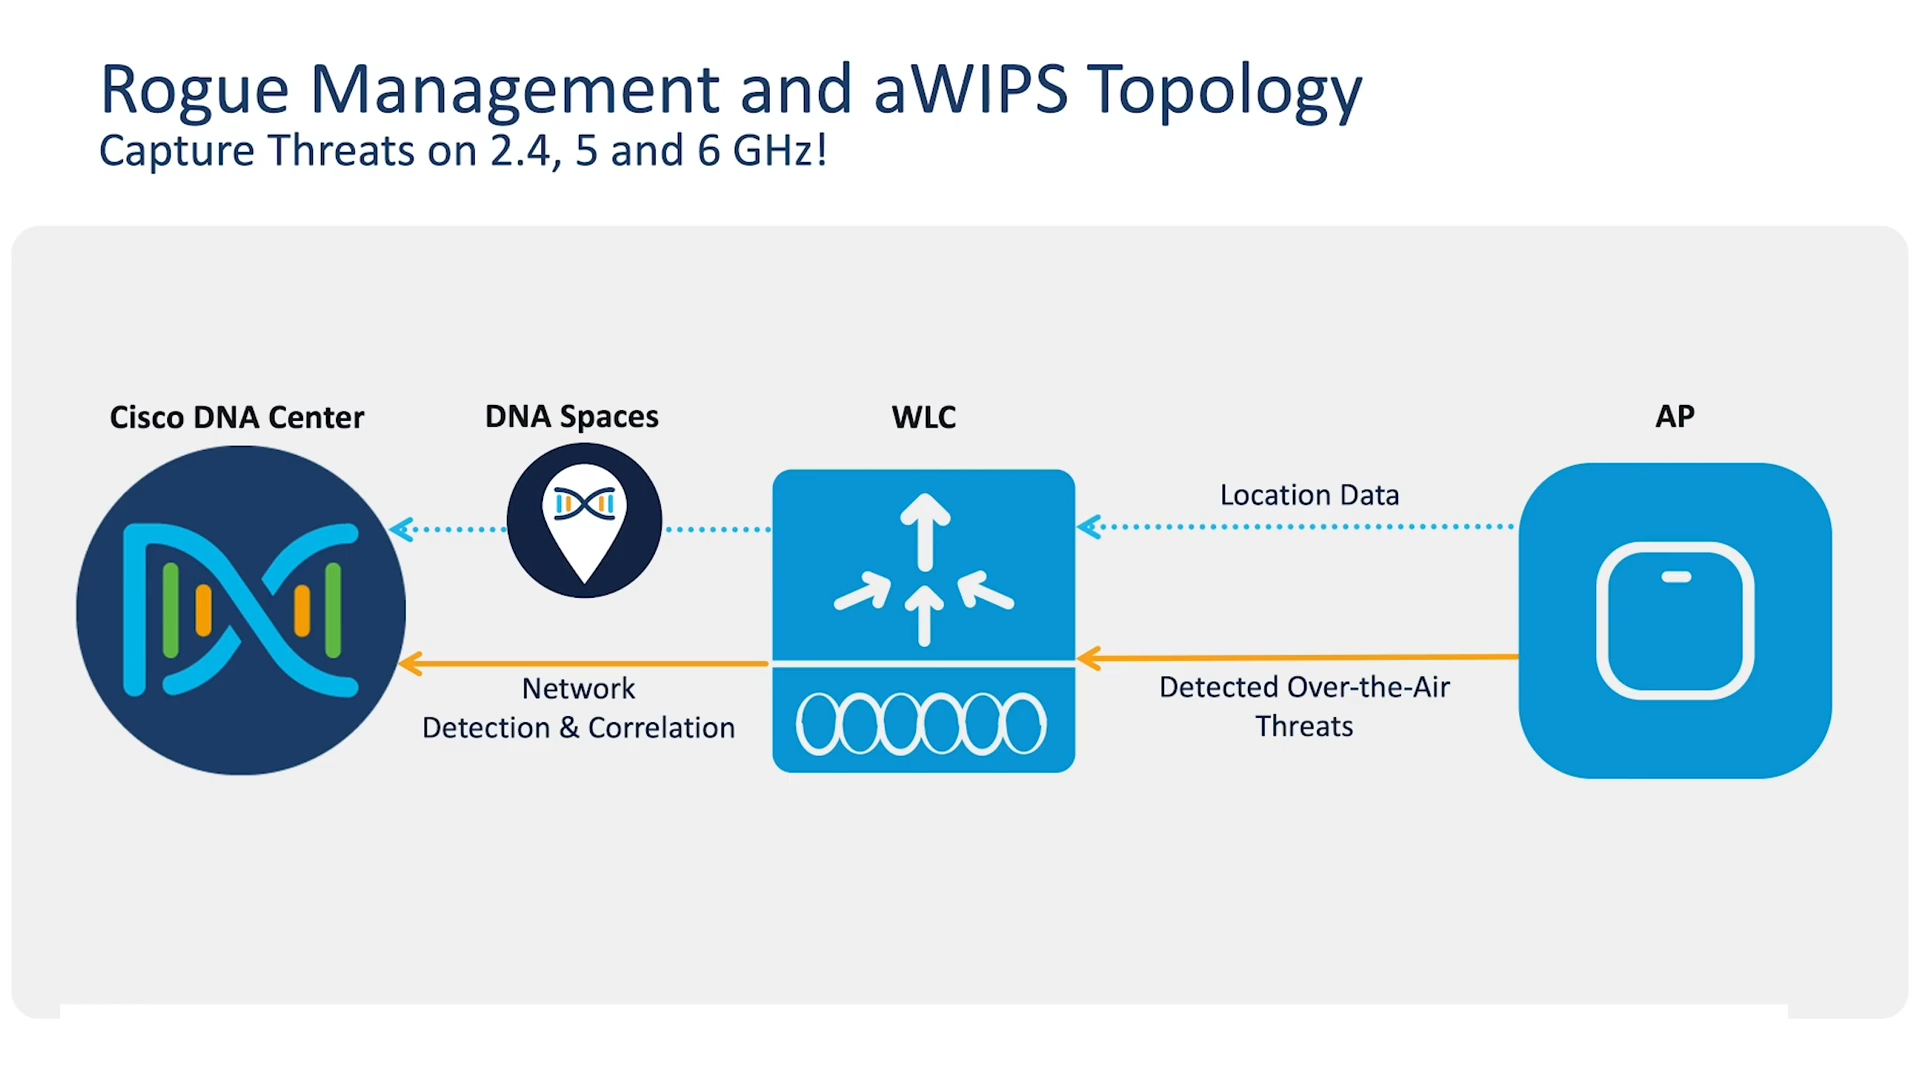 Rogue Management and aWIPS Topology
Capture Threats on 2.4, 5 and 6 GHz!
Cisco DNA Center
DNA Spaces
WLC
AP
Location Data
Network
Detection & Correlation
Detected Over-the-Air
Threats